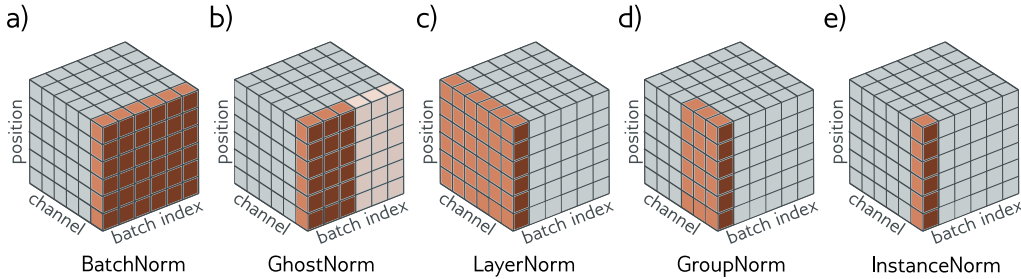 a)
b)
c)
d)
e)
position
channel
batch index
position
channel
batch index
position
channel
batch index
position
channel
batch index
position
channel
batch index
BatchNorm
GhostNorm
LayerNorm
GroupNorm
InstanceNorm